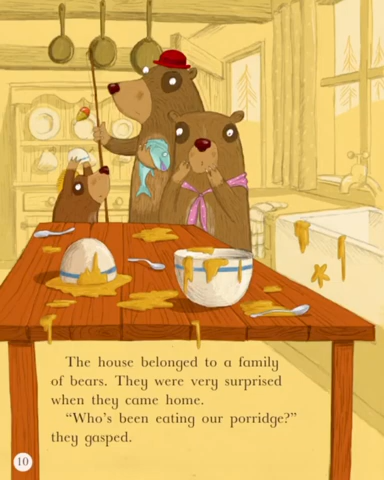 The house belonged to a family
of bears. They were very surprised
when they came home.
“Who’s been eating our porridge?”
they gasped.
10